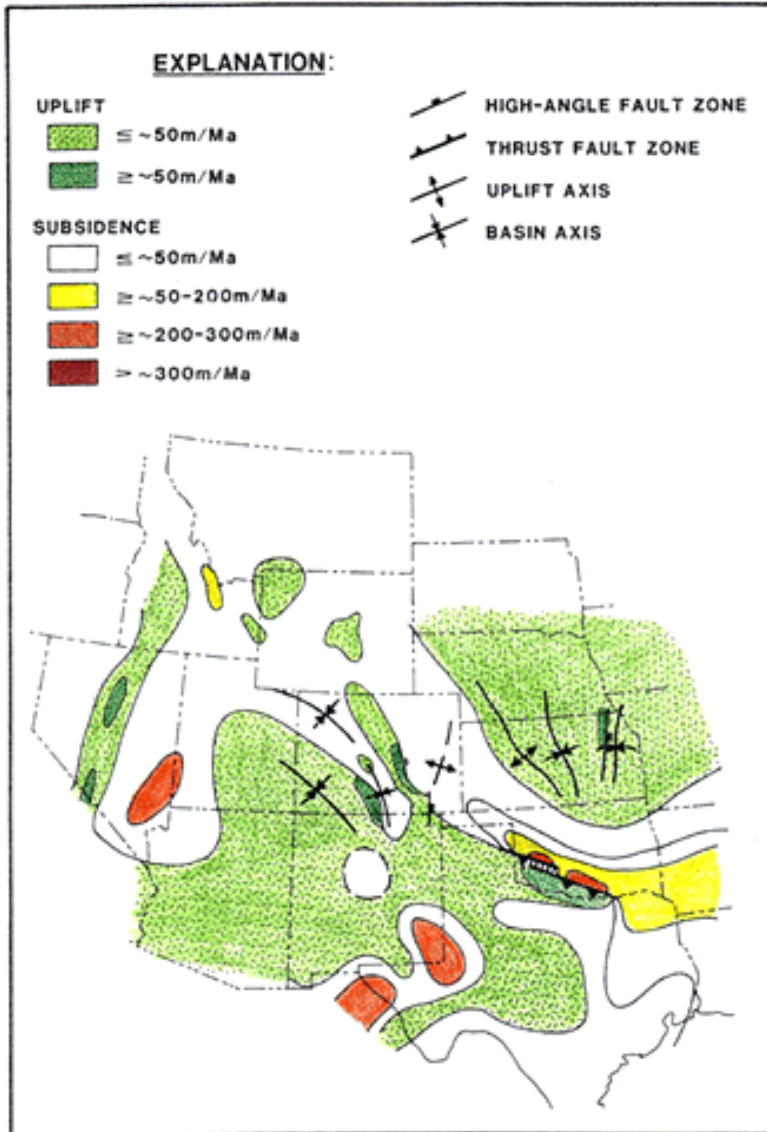 EXPLANATION:
UPLIFT
≦ ~50m/Ma
≧ ~50m/Ma
SUBSIDENCE
≦ ~50m/Ma
≧ ~50-200m/Ma
≧ ~200-300m/Ma
> ~300m/Ma
HIGH-ANGLE FAULT ZONE
THRUST FAULT ZONE
UPLIFT AXIS
BASIN AXIS